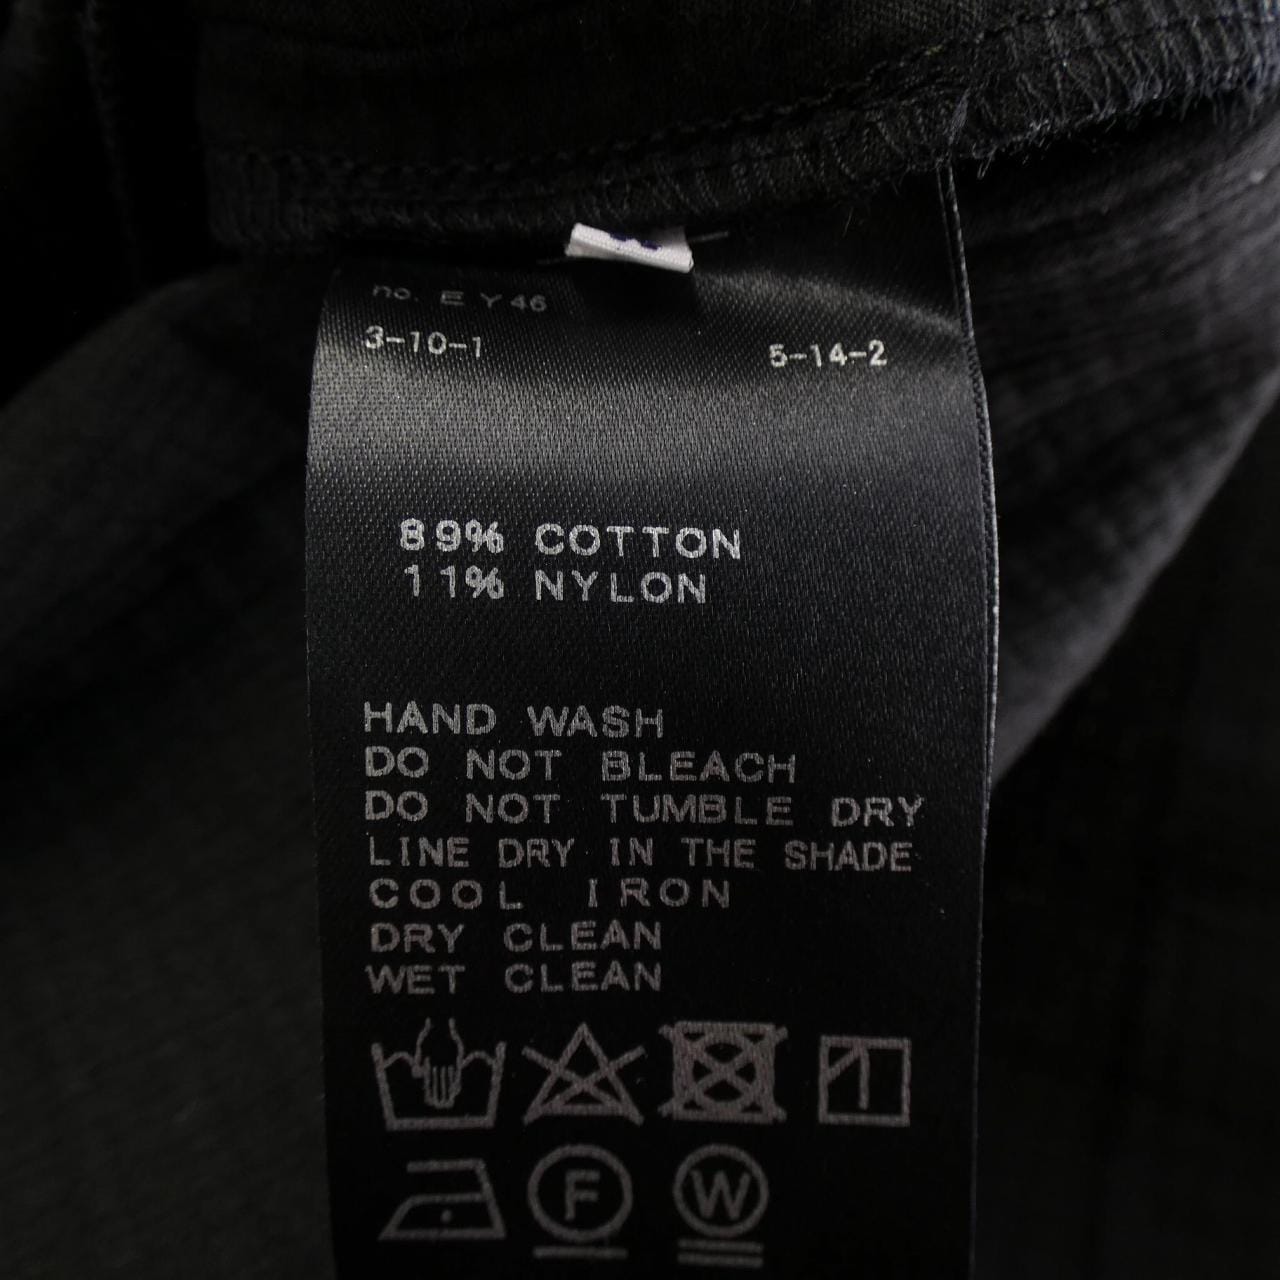 no. EY46
3-10-1 5-14-2
89% COTTON
11% NYLON
HAND WASH
DO NOT BLEACH
DO NOT TUMBLE DRY
LINE DRY IN THE SHADE
COOL IRON
DRY CLEAN
WET CLEAN
F W